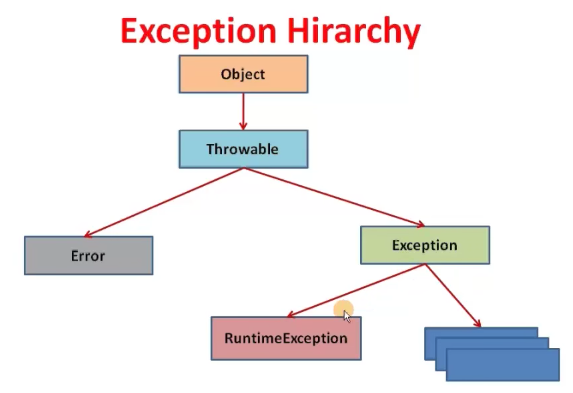 Exception Hirarchy
Object
Throwable
Error
Exception
RuntimeException